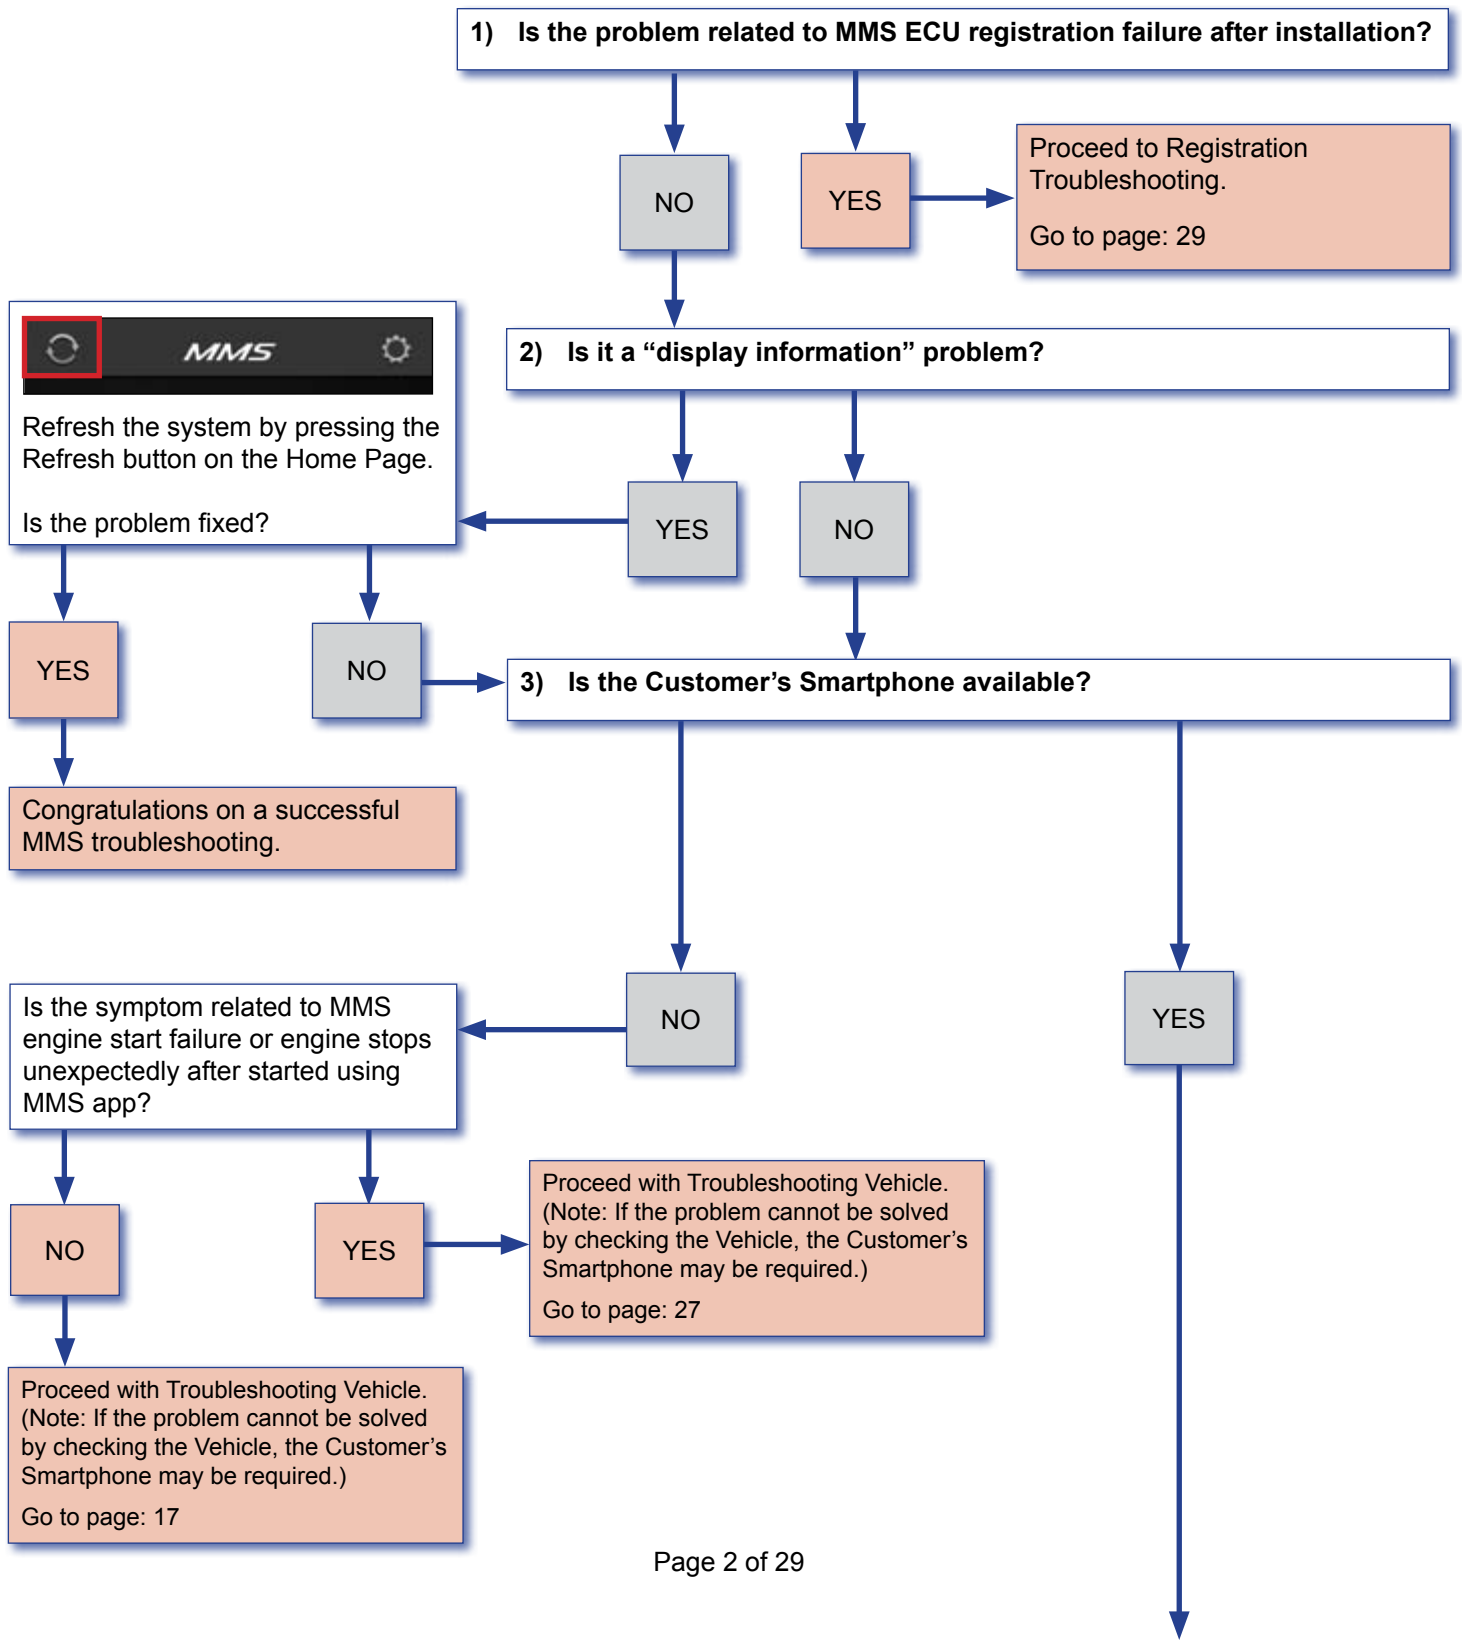 1) Is the problem related to MMS ECU registration failure after installation?
NO
YES
Proceed to Registration
Troubleshooting.
Go to page: 29
MMS
Refresh the system by pressing the
Refresh button on the Home Page.
Is the problem fixed?
2) Is it a “display information” problem?
YES
NO
YES
NO
3) Is the Customer’s Smartphone available?
Congratulations on a successful
MMS troubleshooting.
Is the symptom related to MMS
engine start failure or engine stops
unexpectedly after started using
MMS app?
NO
YES
NO
YES
Proceed with Troubleshooting Vehicle.
(Note: If the problem cannot be solved
by checking the Vehicle, the Customer’s
Smartphone may be required.)
Go to page: 27
Proceed with Troubleshooting Vehicle.
(Note: If the problem cannot be solved
by checking the Vehicle, the Customer’s
Smartphone may be required.)
Go to page: 17
Page 2 of 29